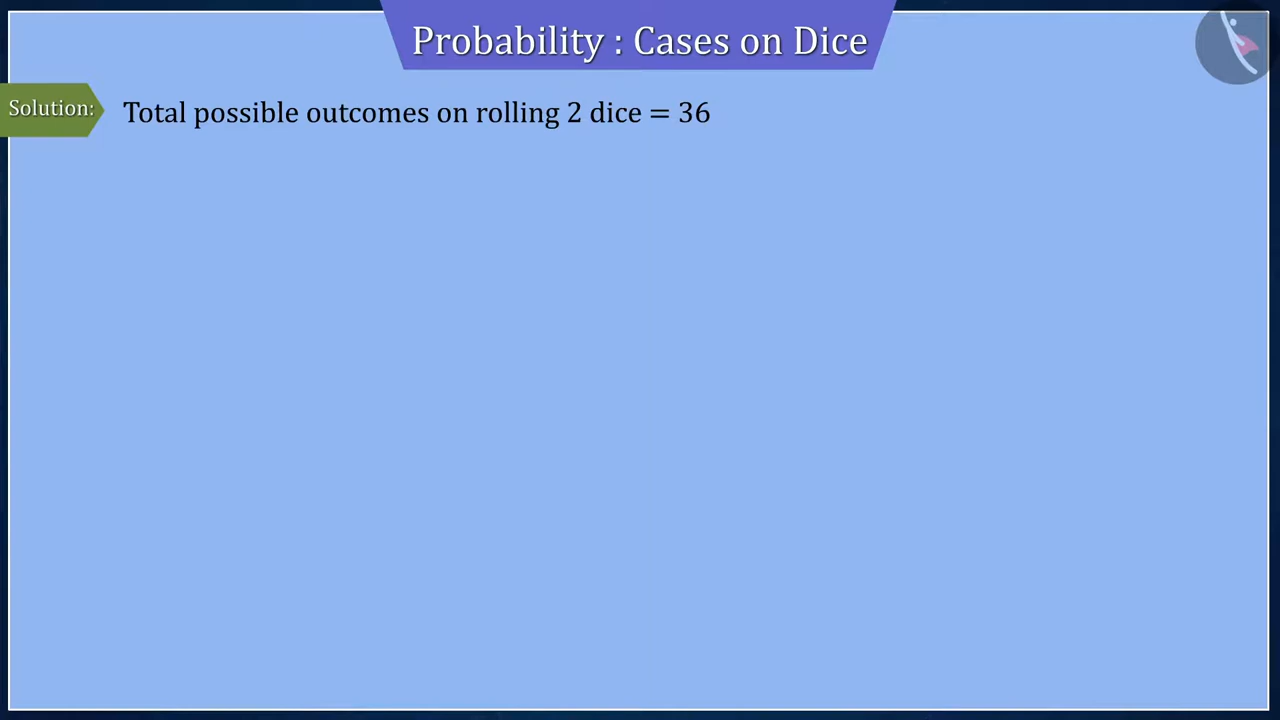 Probability : Cases on Dice
Solution:
Total possible outcomes on rolling 2 dice = 36